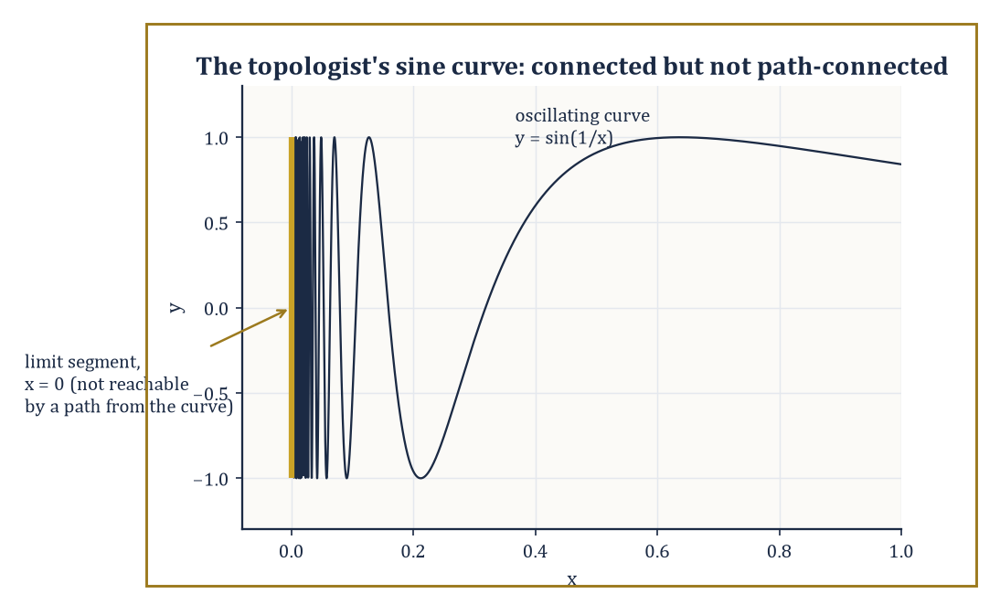 The topologist's sine curve: connected but not path-connected
oscillating curve
y = sin(1/x)
1.0
0.5
0.0
−0.5
−1.0
y
limit segment,
x = 0 (not reachable
by a path from the curve)
0.0 0.2 0.4 0.6 0.8 1.0
x